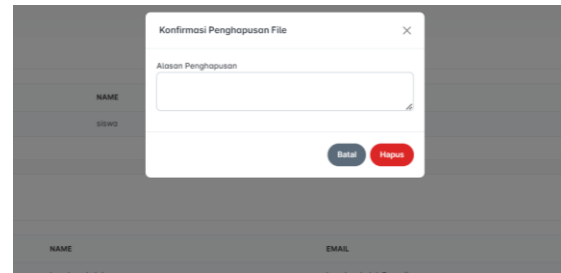 Konfirmasi Penghapusan File
Alasan Penghapusan
NAME
siswa
Batal Hapus
NAME EMAIL